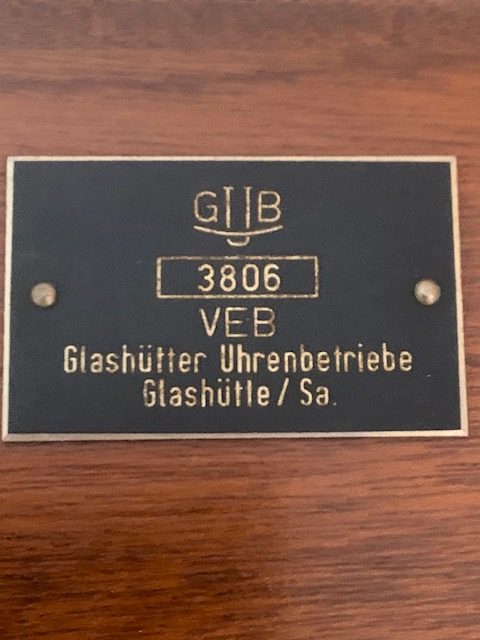 GUB
3806
VEB
Glashütter Uhrenbetriebe
Glashütte / Sa.